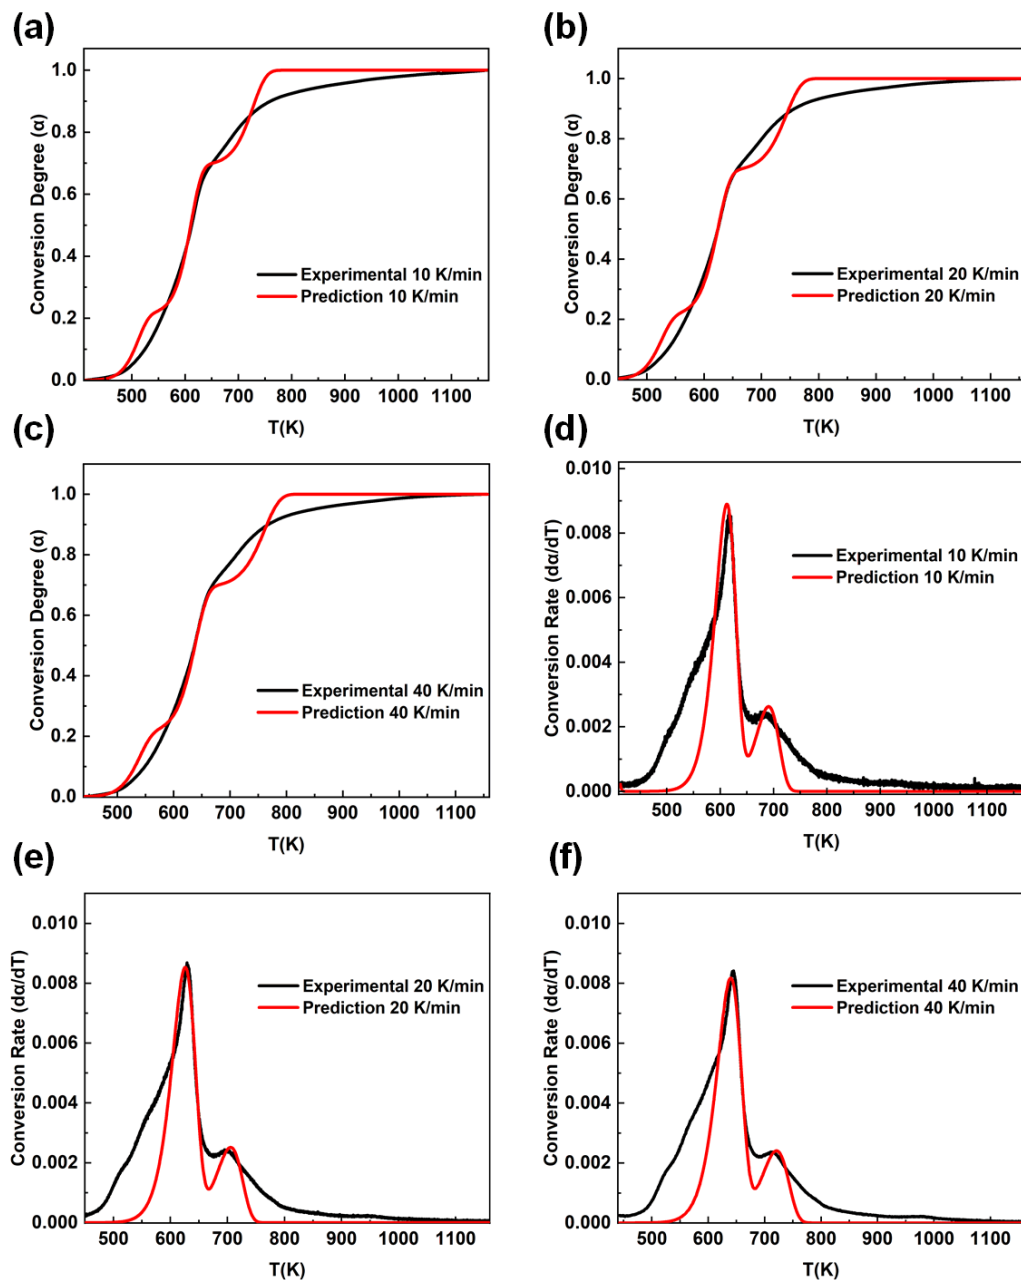 (a)
Conversion Degree (α)
1.0
0.8
0.6
0.4
0.2
0.0
Experimental 10 K/min
Prediction 10 K/min
500 600 700 800 900 1000 1100
T(K)
(b)
Conversion Degree (α)
1.0
0.8
0.6
0.4
0.2
0.0
Experimental 20 K/min
Prediction 20 K/min
500 600 700 800 900 1000 1100
T(K)
(c)
Conversion Degree (α)
1.0
0.8
0.6
0.4
0.2
0.0
Experimental 40 K/min
Prediction 40 K/min
500 600 700 800 900 1000 1100
T(K)
(d)
Conversion Rate (dα/dT)
0.010
0.008
0.006
0.004
0.002
0.000
Experimental 10 K/min
Prediction 10 K/min
500 600 700 800 900 1000 1100
T(K)
(e)
Conversion Rate (dα/dT)
0.010
0.008
0.006
0.004
0.002
0.000
Experimental 20 K/min
Prediction 20 K/min
500 600 700 800 900 1000 1100
T(K)
(f)
Conversion Rate (dα/dT)
0.010
0.008
0.006
0.004
0.002
0.000
Experimental 40 K/min
Prediction 40 K/min
500 600 700 800 900 1000 1100
T(K)